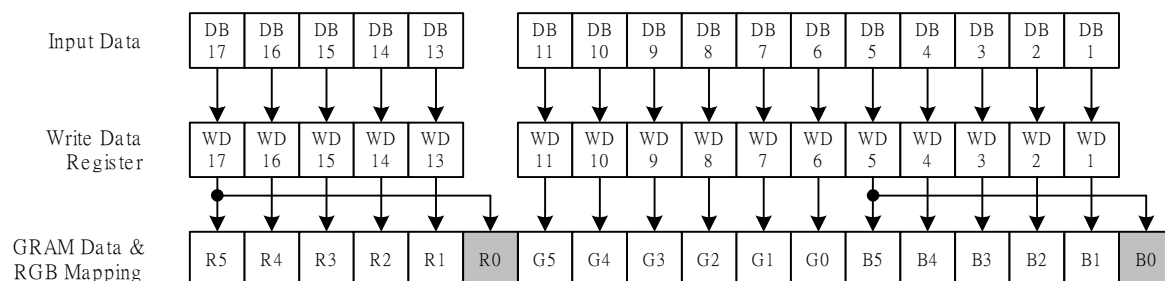 Input Data
DB DB DB DB DB DB DB DB DB DB DB DB DB DB DB DB
17 16 15 14 13 11 10 9 8 7 6 5 4 3 2 1
Write Data
Register
WD WD WD WD WD WD WD WD WD WD WD WD WD WD WD WD
17 16 15 14 13 11 10 9 8 7 6 5 4 3 2 1
GRAM Data &
RGB Mapping
R5 R4 R3 R2 R1 R0 G5 G4 G3 G2 G1 G0 B5 B4 B3 B2 B1 B0